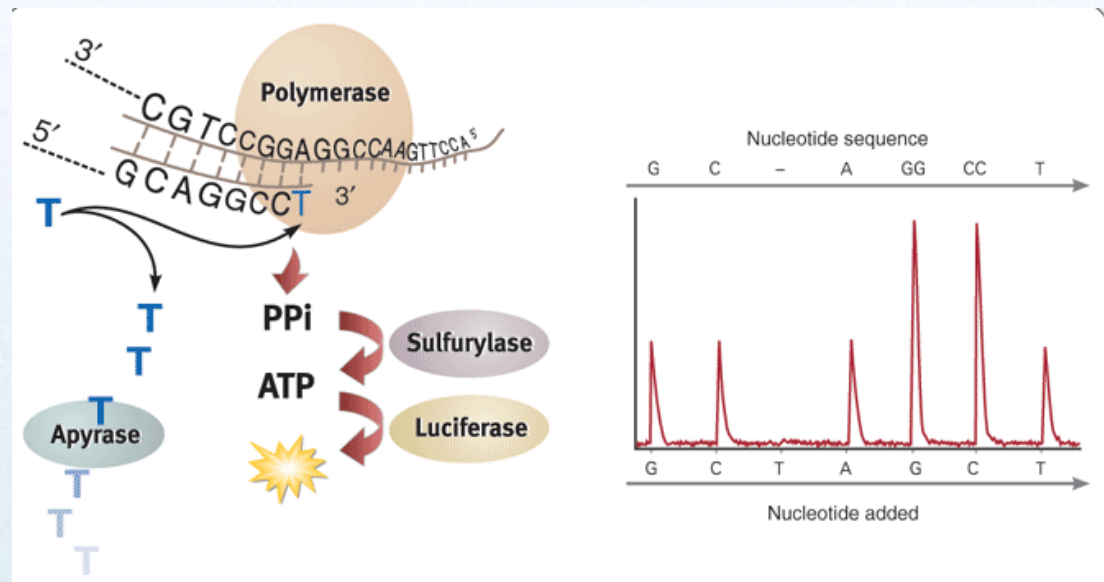 3′
CGTCCGGAGGCCAAGTTCCA 5′
5′
GCAGGCCT 3′
Polymerase
T
T
T
T
Apyrase
T
T
T
PPi
Sulfurylase
ATP
Luciferase
Nucleotide sequence
G C – A GG CC T
G C T A G C T
Nucleotide added